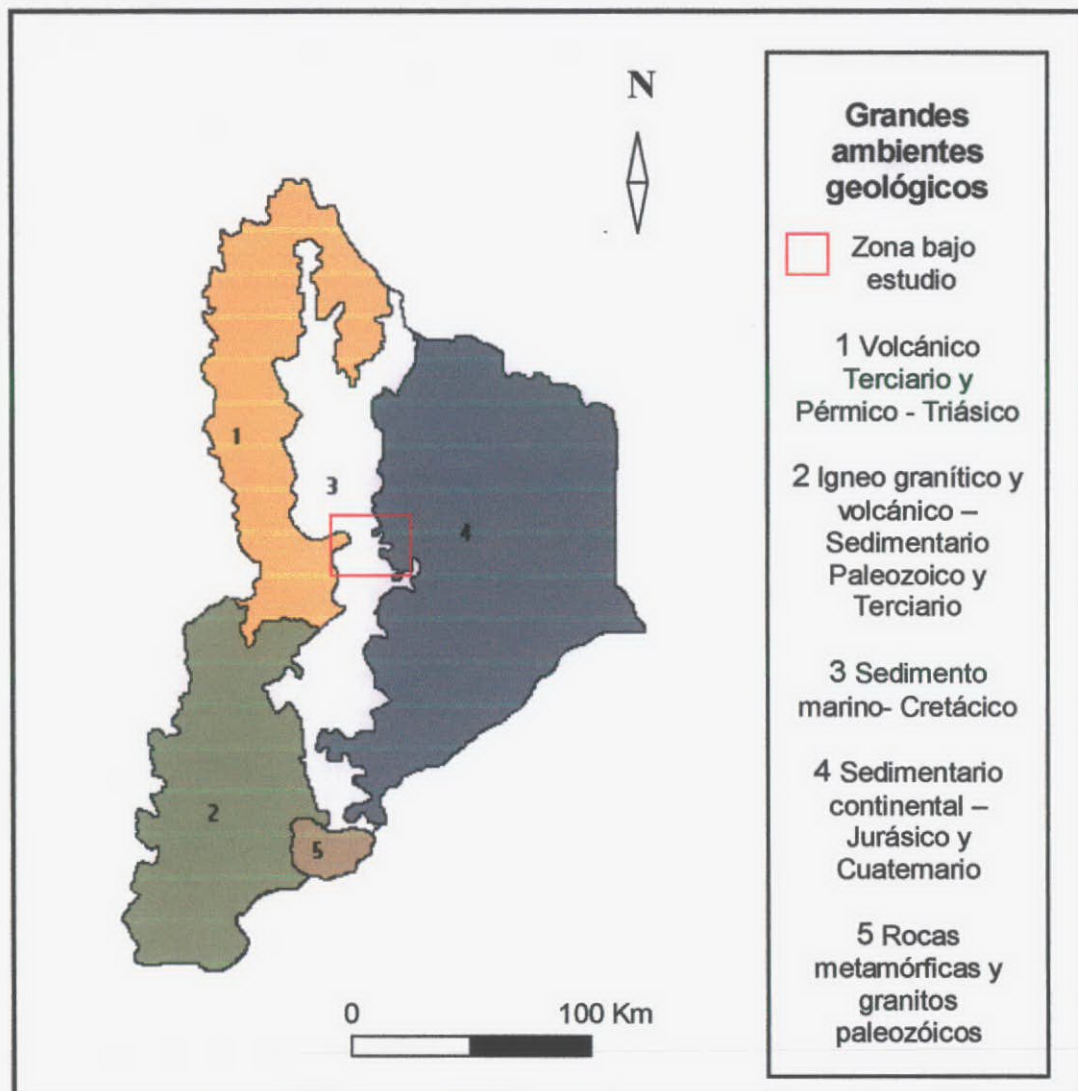 N
Grandes
ambientes
geológicos
Zona bajo
estudio
1 Volcánico
Terciario y
Pérmico - Triásico
2 Igneo granítico y
volcánico –
Sedimentario
Paleozoico y
Terciario
3 Sedimento
marino- Cretácico
4 Sedimentario
continental –
Jurásico y
Cuaternario
5 Rocas
metamórficas y
granitos
paleozóicos
1
3
4
2
5
0 100 Km